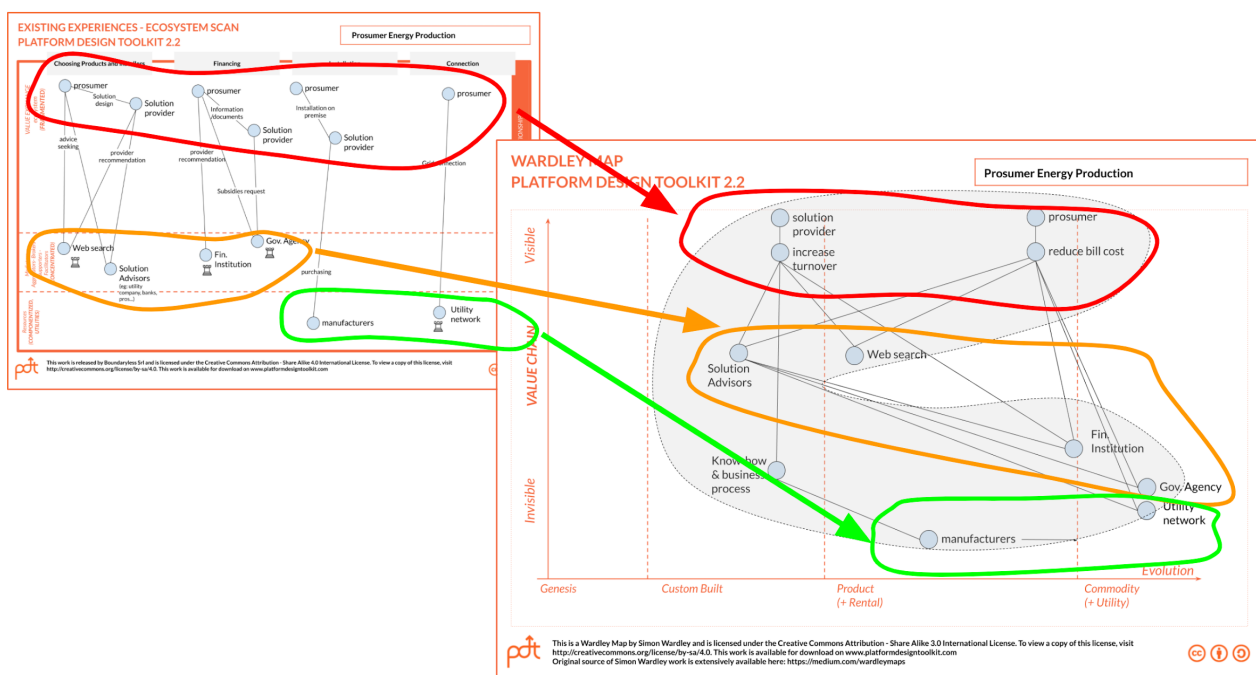 EXISTING EXPERIENCES - ECOSYSTEM SCAN
PLATFORM DESIGN TOOLKIT 2.2
Prosumer Energy Production
Choosing Products and
Financing
Connection
prosumer
Solution
design
Solution
provider
advice
seeking
provider
recommendation
prosumer
Information
/documents
Solution
provider
provider
recommendation
Subsidies request
prosumer
Installation on
premise
Solution
provider
prosumer
VALUE
(FRAGMENTED)
Web search
Solution
Advisors
(eg: utility
company, banks,
pros...)
Fin.
Institution
Gov. Agency
purchasing
manufacturers
Utility
network
(COMPONENTIZED,
UTILITIES)
pdt
This work is released by Boundaryless Srl and is licensed under the Creative Commons Attribution - Share Alike 4.0 International License. To view a copy of this license, visit
http://creativecommons.org/license/by-sa/4.0. This work is available for download on www.platformdesigntoolkit.com
WARDLEY MAP
PLATFORM DESIGN TOOLKIT 2.2
Prosumer Energy Production
Visible
VALUE CHAIN
Invisible
solution
provider
increase
turnover
prosumer
reduce bill cost
Solution
Advisors
Web search
Fin.
Institution
Know how
& business
process
Gov. Agency
Utility
network
manufacturers
Evolution
Genesis
Custom Built
Product
(+ Rental)
Commodity
(+ Utility)
pdt
This is a Wardley Map by Simon Wardley and is licensed under the Creative Commons Attribution - Share Alike 3.0 International License. To view a copy of this license, visit
http://creativecommons.org/license/by-sa/4.0. This work is available for download on www.platformdesigntoolkit.com
Original source of Simon Wardley work is extensively available here: https://medium.com/wardleymaps
cc